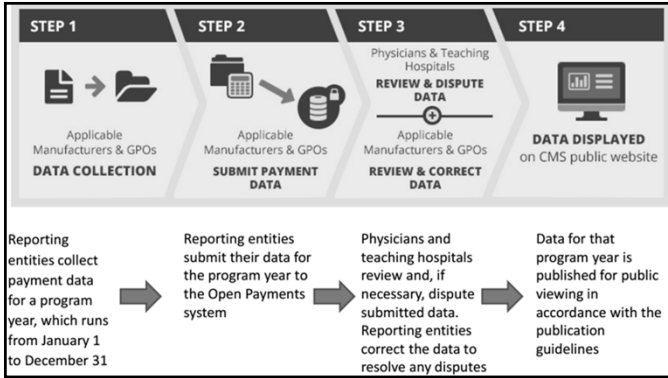 STEP 1
Applicable
Manufacturers & GPOs
DATA COLLECTION
STEP 2
Applicable
Manufacturers & GPOs
SUBMIT PAYMENT
DATA
STEP 3
Physicians & Teaching
Hospitals
REVIEW & DISPUTE
DATA
Applicable
Manufacturers & GPOs
REVIEW & CORRECT
DATA
STEP 4
DATA DISPLAYED
on CMS public website
Reporting
entities collect
payment data
for a program
year, which runs
from January 1
to December 31
Reporting entities
submit their data for
the program year to
the Open Payments
system
Physicians and
teaching hospitals
review and, if
necessary, dispute
submitted data.
Reporting entities
correct the data to
resolve any disputes
Data for that
program year is
published for public
viewing in
accordance with the
publication
guidelines